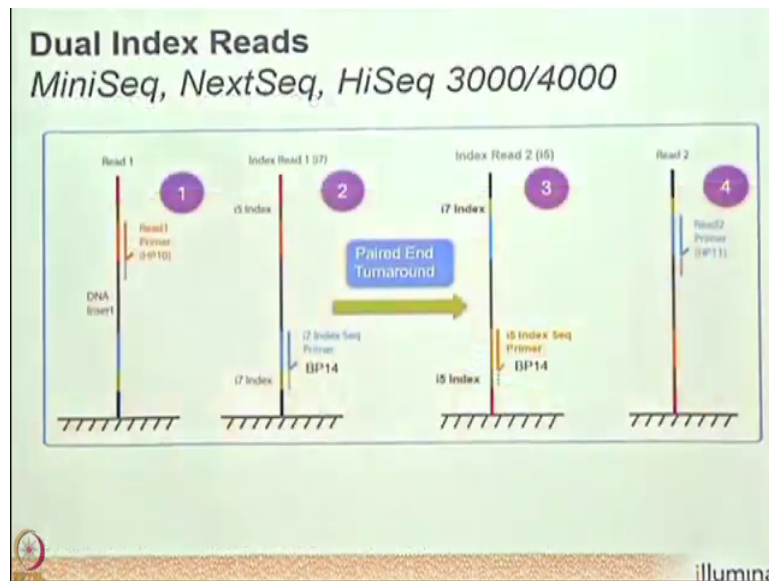 Dual Index Reads
MiniSeq, NextSeq, HiSeq 3000/4000
Read 1
1
Read1
Primer
(HP10)
DNA
Insert
Index Read 1 (i7)
2
i5 Index
i7 Index Seq
Primer
BP14
i7 Index
Paired End
Turnaround
Index Read 2 (i5)
3
i7 Index
i5 Index Seq
Primer
BP14
i5 Index
Read 2
4
Read2
Primer
(HP11)
illumina